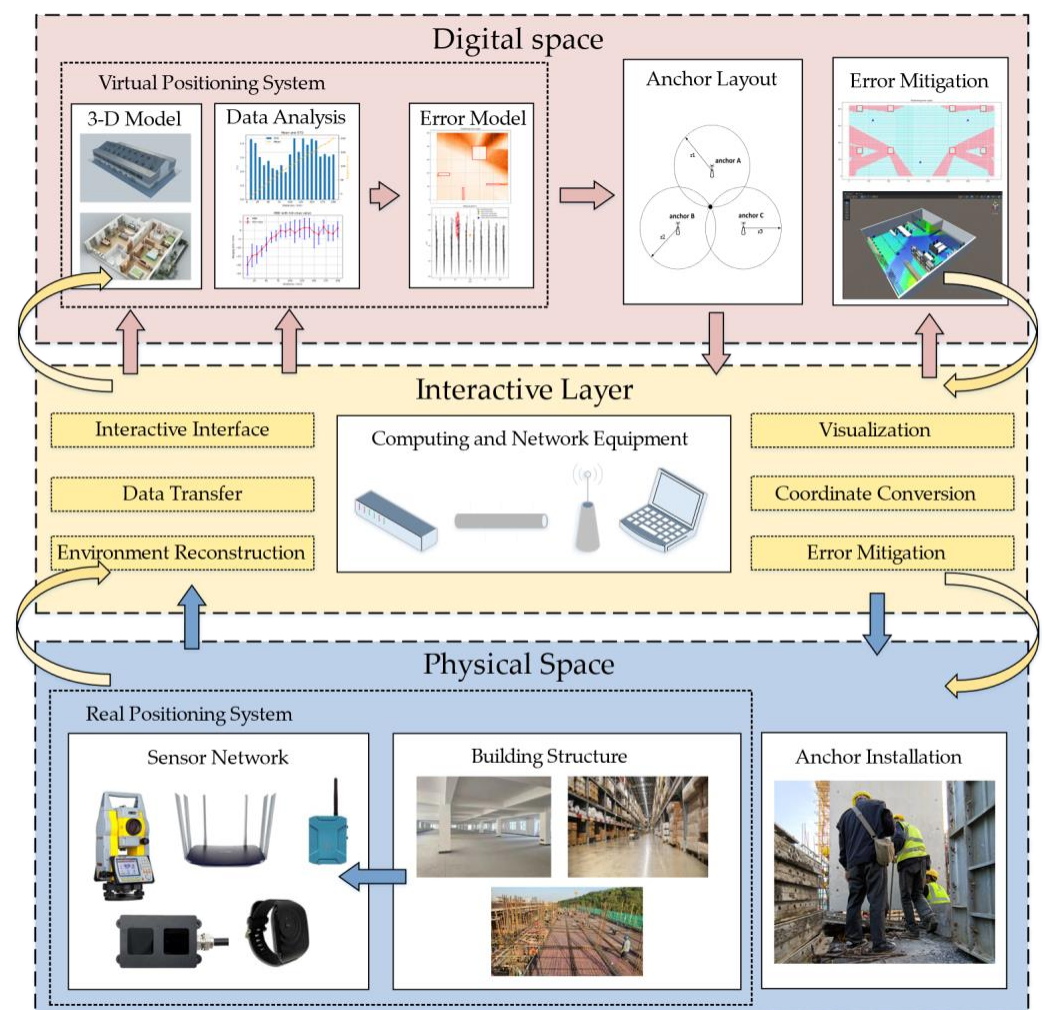 Digital space
Virtual Positioning System
3-D Model
Data Analysis
Error Model
Anchor Layout
anchor A
anchor B
anchor C
Error Mitigation
Interactive Layer
Interactive Interface
Data Transfer
Environment Reconstruction
Computing and Network Equipment
Visualization
Coordinate Conversion
Error Mitigation
Physical Space
Real Positioning System
Sensor Network
Building Structure
Anchor Installation